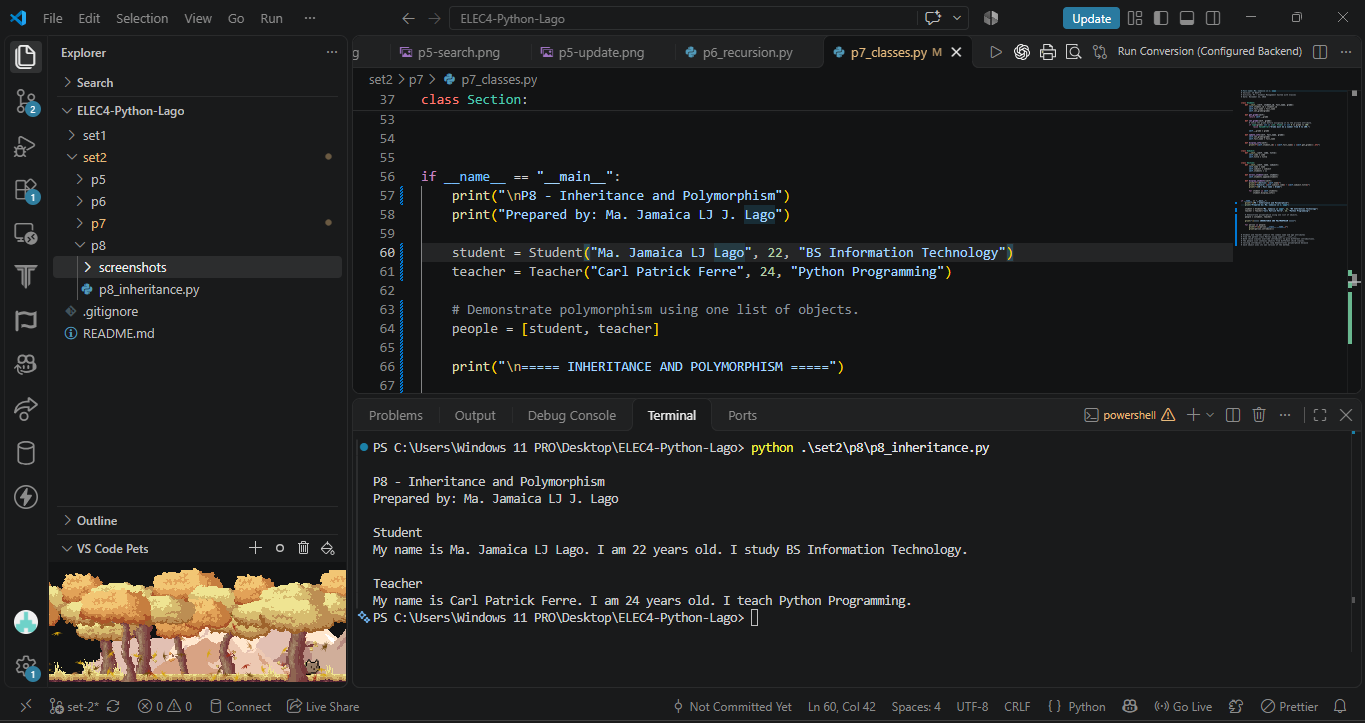 File Edit Selection View Go Run ··· ELEC4-Python-Lago Update
Explorer ···
Search
ELEC4-Python-Lago
set1
set2
p5
p6
p7
p8
screenshots
p8_inheritance.py
.gitignore
README.md
Outline
VS Code Pets
2
1
1
g p5-search.png p5-update.png p6_recursion.py p7_classes.py M Run Conversion (Configured Backend) ···
set2 > p7 > p7_classes.py
37 class Section:
53
54
55
56 if __name__ == "__main__":
57 print("\nP8 - Inheritance and Polymorphism")
58 print("Prepared by: Ma. Jamaica LJ J. Lago")
59
60 student = Student("Ma. Jamaica LJ Lago", 22, "BS Information Technology")
61 teacher = Teacher("Carl Patrick Ferre", 24, "Python Programming")
62
63 # Demonstrate polymorphism using one list of objects.
64 people = [student, teacher]
65
66 print("\n===== INHERITANCE AND POLYMORPHISM =====")
67
Problems Output Debug Console Terminal Ports powershell ···
PS C:\Users\Windows 11 PRO\Desktop\ELEC4-Python-Lago> python .\set2\p8\p8_inheritance.py
P8 - Inheritance and Polymorphism
Prepared by: Ma. Jamaica LJ J. Lago
Student
My name is Ma. Jamaica LJ Lago. I am 22 years old. I study BS Information Technology.
Teacher
My name is Carl Patrick Ferre. I am 24 years old. I teach Python Programming.
PS C:\Users\Windows 11 PRO\Desktop\ELEC4-Python-Lago>
set-2* 0 0 Connect Live Share Not Committed Yet Ln 60, Col 42 Spaces: 4 UTF-8 CRLF { } Python Go Live Prettier